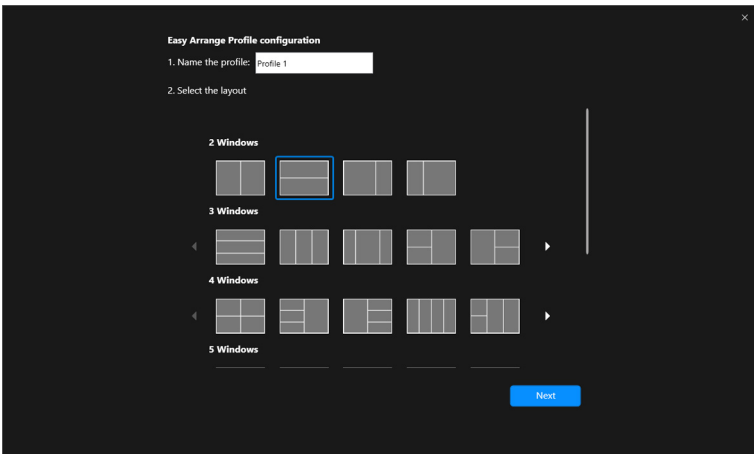 Easy Arrange Profile configuration
1. Name the profile: Profile 1
2. Select the layout
2 Windows
3 Windows
4 Windows
5 Windows
Next